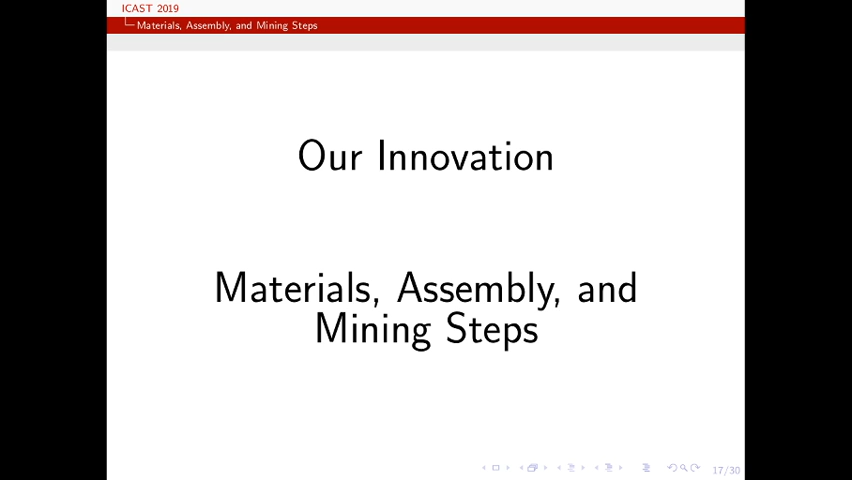 ICAST 2019
Materials, Assembly, and Mining Steps
Our Innovation
Materials, Assembly, and
Mining Steps
17/30